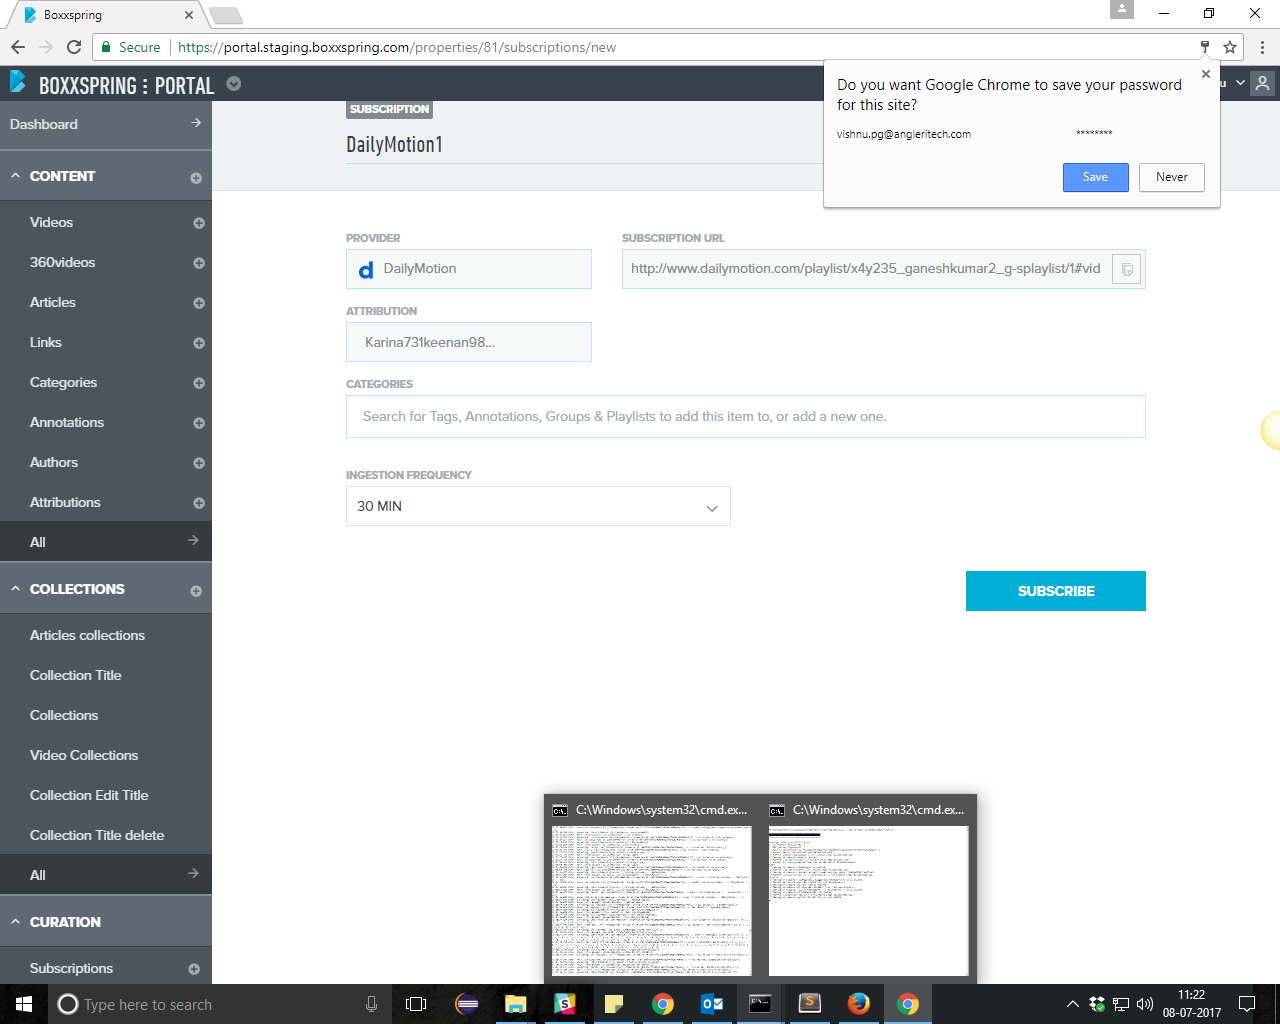 Boxxspring
Secure
https://portal.staging.boxxspring.com/properties/81/subscriptions/new
BOXXSPRING : PORTAL
u
Do you want Google Chrome to save your password
for this site?
vishnu.pg@angleritech.com ********
Save Never
Dashboard
CONTENT
Videos
360videos
Articles
Links
Categories
Annotations
Authors
Attributions
All
COLLECTIONS
Articles collections
Collection Title
Collections
Video Collections
Collection Edit Title
Collection Title delete
All
CURATION
Subscriptions
SUBSCRIPTION
DailyMotion1
PROVIDER SUBSCRIPTION URL
d DailyMotion http://www.dailymotion.com/playlist/x4y235_ganeshkumar2_g-splaylist/1#vid
ATTRIBUTION
Karina731keenan98...
CATEGORIES
Search for Tags, Annotations, Groups & Playlists to add this item to, or add a new one.
INGESTION FREQUENCY
30 MIN
SUBSCRIBE
C:\Windows\system32\cmd.ex... C:\Windows\system32\cmd.ex...
Type here to search
11:22
08-07-2017